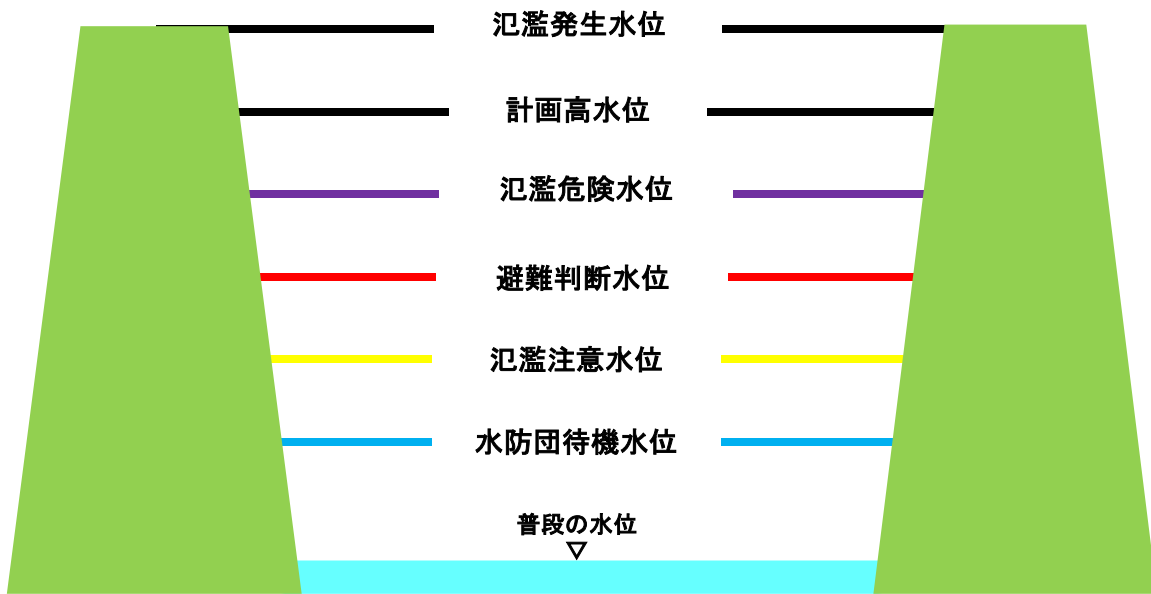 氾濫発生水位
計画高水位
氾濫危険水位
避難判断水位
氾濫注意水位
水防団待機水位
普段の水位